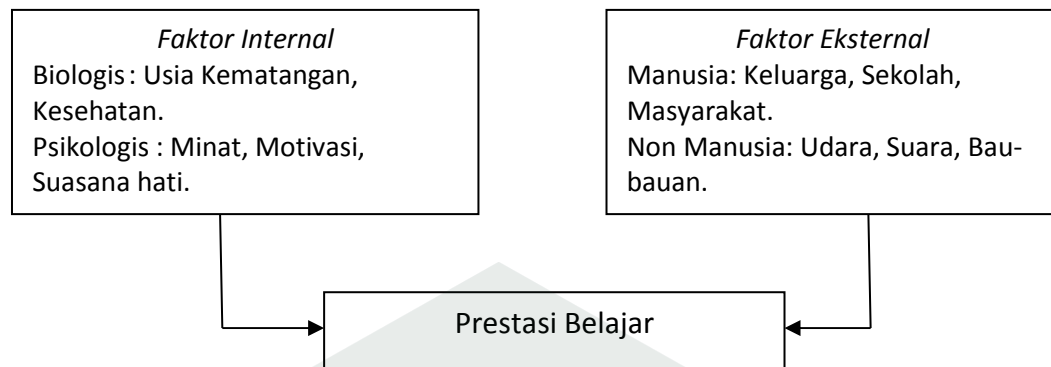 Faktor Internal
Biologis : Usia Kematangan,
Kesehatan.
Psikologis : Minat, Motivasi,
Suasana hati.
Faktor Eksternal
Manusia: Keluarga, Sekolah,
Masyarakat.
Non Manusia: Udara, Suara, Bau-
bauan.
Prestasi Belajar